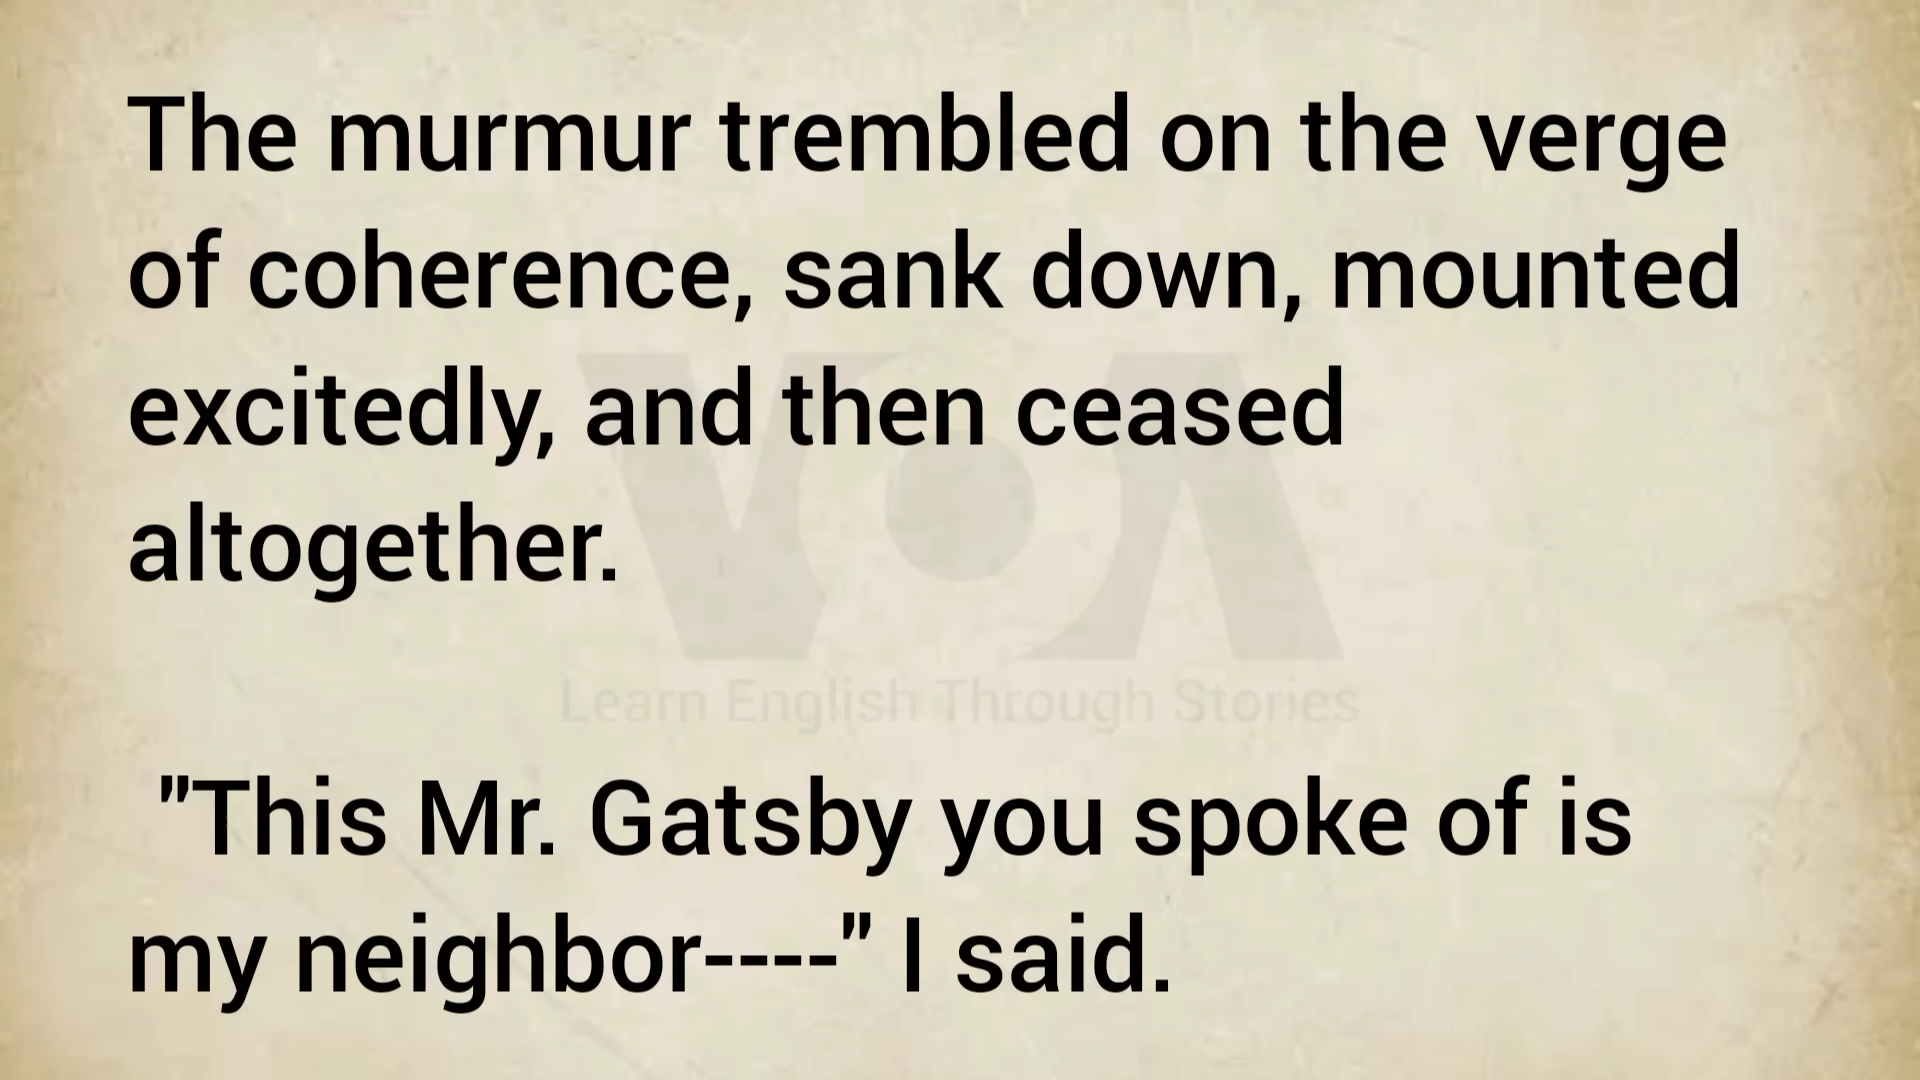 The murmur trembled on the verge
of coherence, sank down, mounted
excitedly, and then ceased
altogether.
VOA
Learn English Through Stories
"This Mr. Gatsby you spoke of is
my neighbor----" I said.